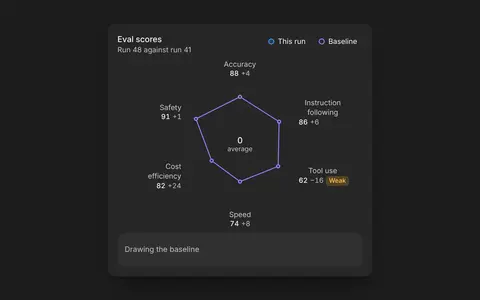 Eval scores
Run 48 against run 41
This run
Baseline
Accuracy
88 +4
Safety
91 +1
Instruction
following
86 +6
0
average
Cost
efficiency
82 +24
Tool use
62 −16 Weak
Speed
74 +8
Drawing the baseline